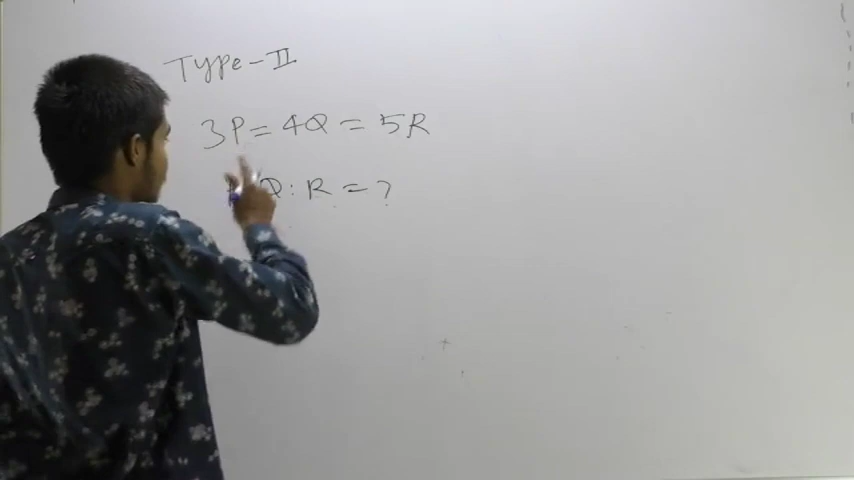 Type-II
3P = 4Q = 5R
Q : R = ?